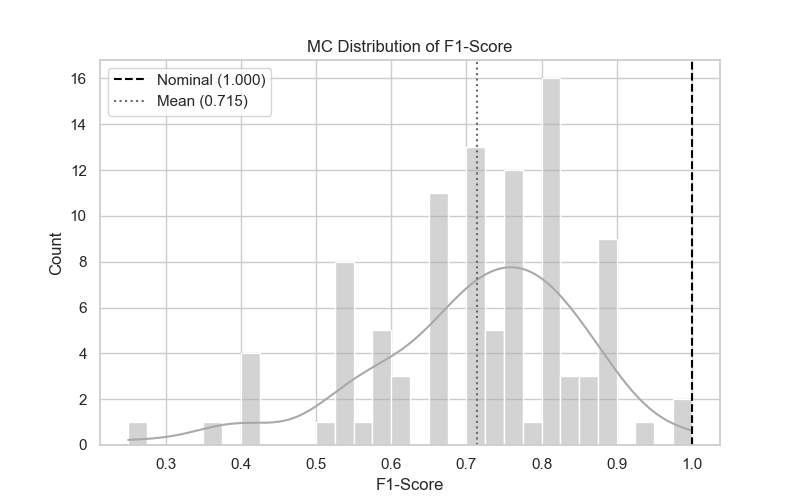 MC Distribution of F1-Score
Nominal (1.000)
Mean (0.715)
Count
16
14
12
10
8
6
4
2
0
0.3 0.4 0.5 0.6 0.7 0.8 0.9 1.0
F1-Score